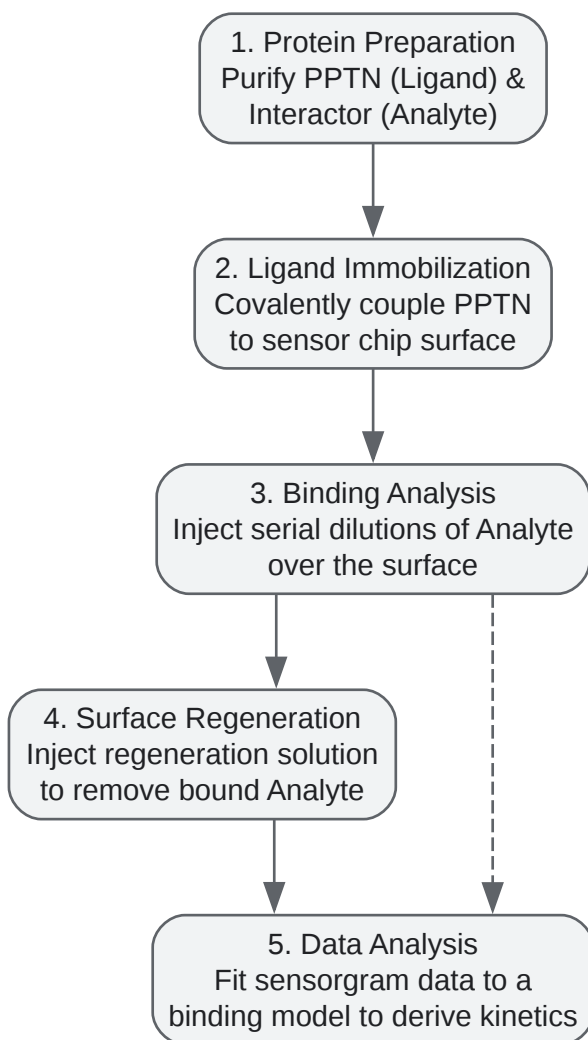 1. Protein Preparation
Purify PPTN (Ligand) &
Interactor (Analyte)
2. Ligand Immobilization
Covalently couple PPTN
to sensor chip surface
3. Binding Analysis
Inject serial dilutions of Analyte
over the surface
4. Surface Regeneration
Inject regeneration solution
to remove bound Analyte
5. Data Analysis
Fit sensorgram data to a
binding model to derive kinetics